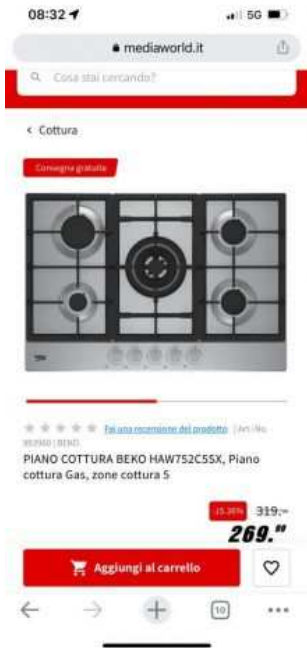 08:32
5G
mediaworld.it
Cosa stai cercando?
< Cottura
Consegna gratuita
Fai una recensione del prodotto
| BEKO
PIANO COTTURA BEKO HAW752C5SX, Piano
cottura Gas, zone cottura 5
319.-
269.
Aggiungi al carrello
10